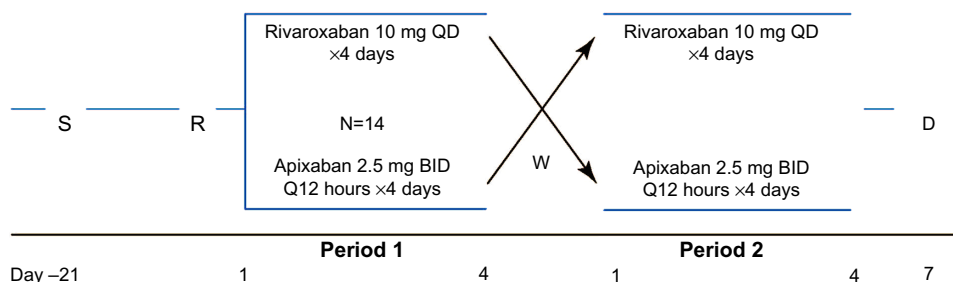 Rivaroxaban 10 mg QD
×4 days
Rivaroxaban 10 mg QD
×4 days
S
R
N=14
D
W
Apixaban 2.5 mg BID
Q12 hours ×4 days
Apixaban 2.5 mg BID
Q12 hours ×4 days
Period 1
Period 2
Day –21
1
4
1
4
7